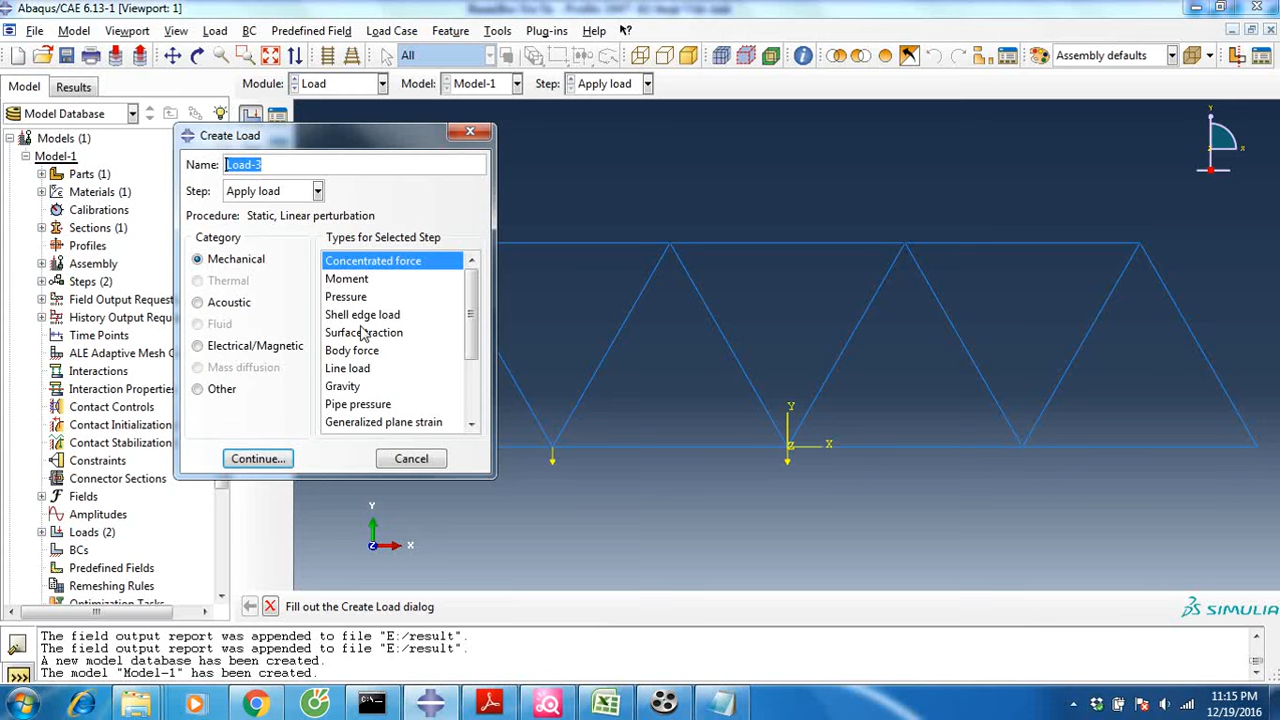 Abaqus/CAE 6.13-1 [Viewport: 1]
File Model Viewport View Load BC Predefined Field Load Case Feature Tools Plug-ins Help
All
Assembly defaults
Model Results
Module: Load Model: Model-1 Step: Apply load
Model Database
Models (1)
Model-1
Parts (1)
Materials (1)
Calibrations
Sections (1)
Profiles
Assembly
Steps (2)
Field Output Request
History Output Reque
Time Points
ALE Adaptive Mesh C
Interactions
Interaction Properties
Contact Controls
Contact Initialization
Contact Stabilization
Constraints
Connector Sections
Fields
Amplitudes
Loads (2)
BCs
Predefined Fields
Remeshing Rules
Optimization Tasks
Create Load
Name: Load-3
Step: Apply load
Procedure: Static, Linear perturbation
Category
Mechanical
Thermal
Acoustic
Fluid
Electrical/Magnetic
Mass diffusion
Other
Types for Selected Step
Concentrated force
Moment
Pressure
Shell edge load
Surface traction
Body force
Line load
Gravity
Pipe pressure
Generalized plane strain
Continue... Cancel
Y
X
Y
X
Z
Y
X
Z
Fill out the Create Load dialog
SIMULIA
The field output report was appended to file "E:/result".
The field output report was appended to file "E:/result".
A new model database has been created.
The model "Model-1" has been created.
11:15 PM
12/19/2016